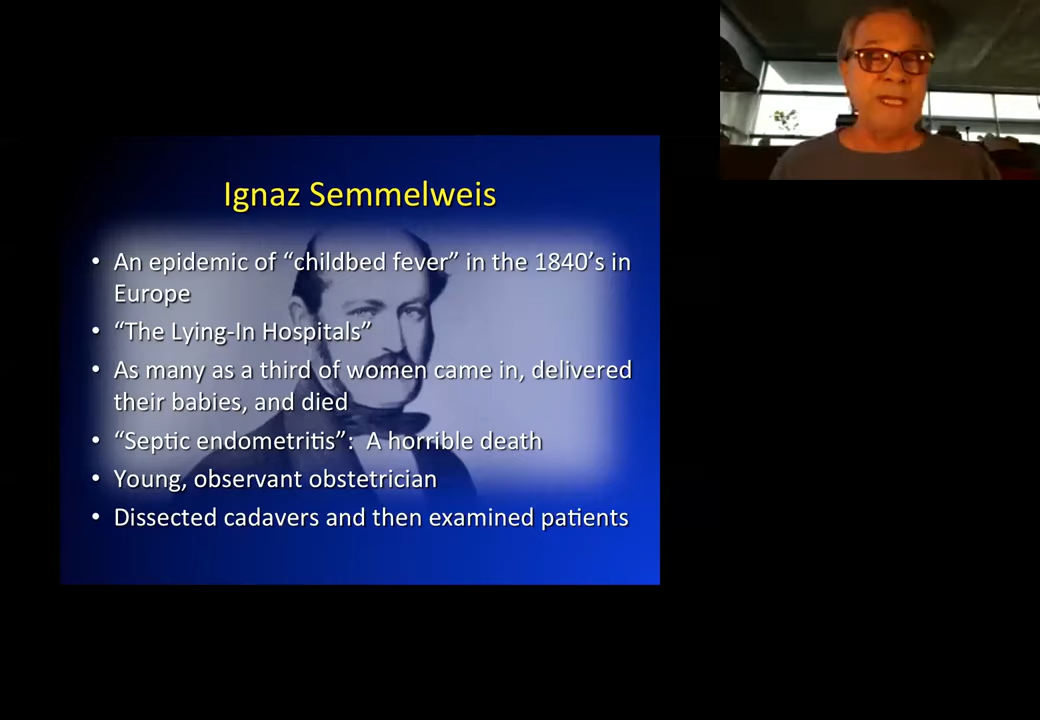 Ignaz Semmelweis
• An epidemic of “childbed fever” in the 1840’s in
Europe
• “The Lying-In Hospitals”
• As many as a third of women came in, delivered
their babies, and died
• “Septic endometritis”: A horrible death
• Young, observant obstetrician
• Dissected cadavers and then examined patients